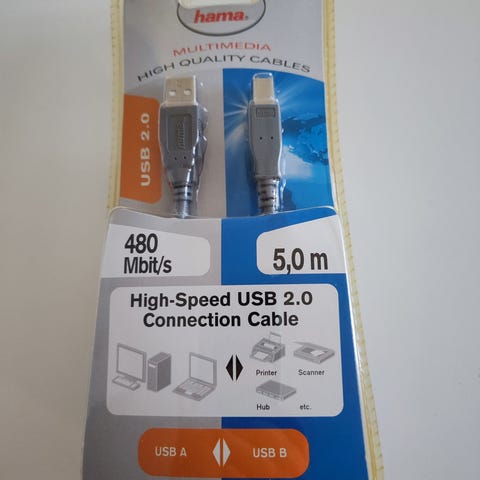 hama®
MULTIMEDIA
HIGH QUALITY CABLES
USB 2.0
hama
480
Mbit/s
5,0 m
High-Speed USB 2.0
Connection Cable
Printer
Scanner
Hub
etc.
USB A
USB B